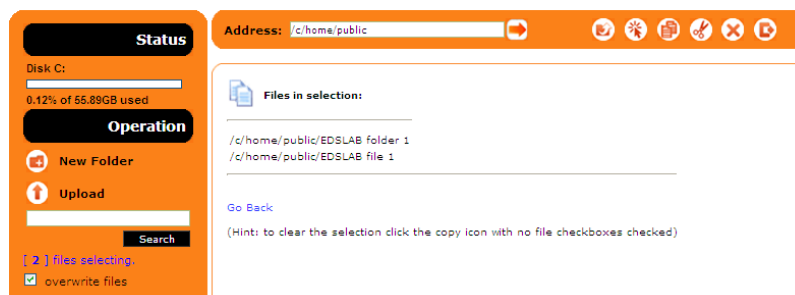 Status
Disk C:
0.12% of 55.89GB used
Operation
New Folder
Upload
Search
[ 2 ] files selecting.
overwrite files
Address: /c/home/public
Files in selection:
/c/home/public/EDSLAB folder 1
/c/home/public/EDSLAB file 1
Go Back
(Hint: to clear the selection click the copy icon with no file checkboxes checked)